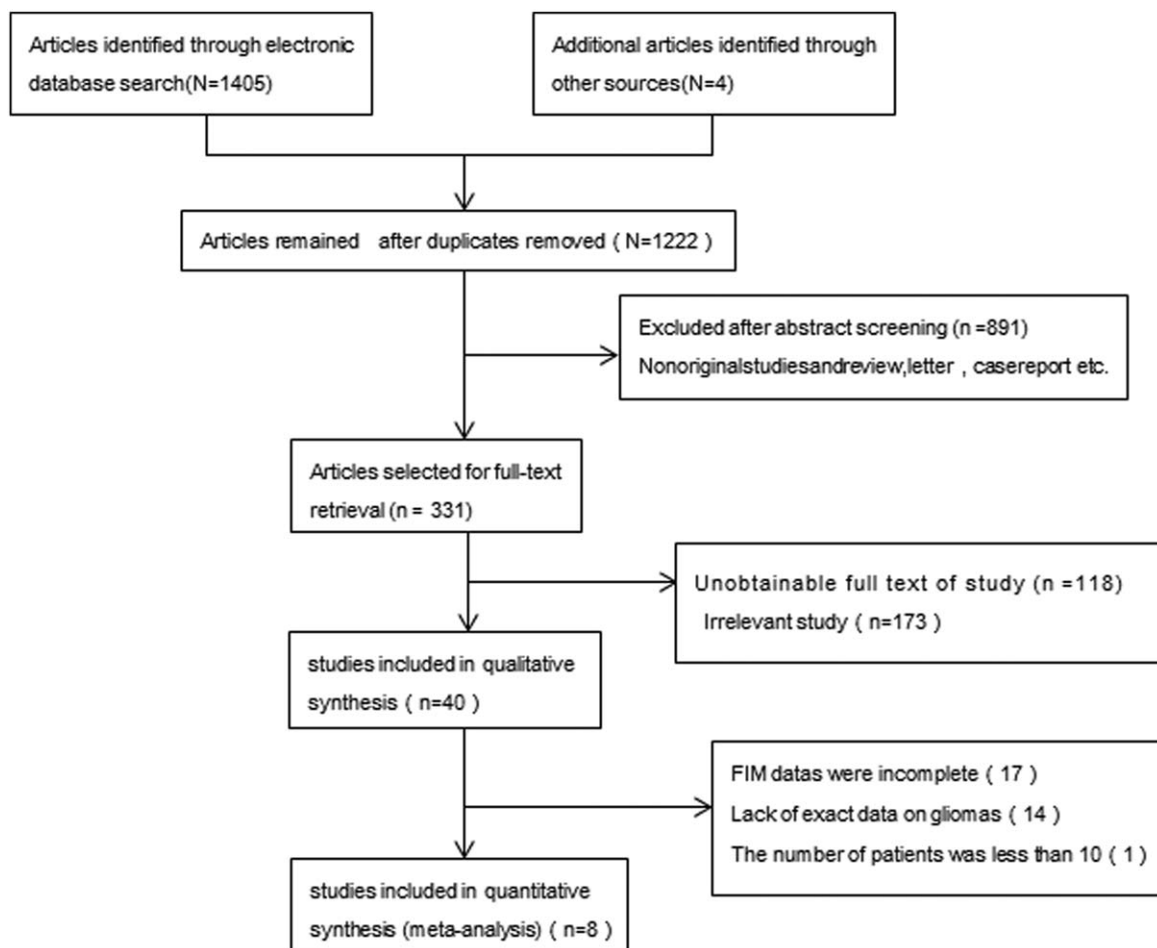 Articles identified through electronic
database search(N=1405)
Additional articles identified through
other sources(N=4)
Articles remained after duplicates removed ( N=1222 )
Excluded after abstract screening (n =891)
Nonoriginalstudiesandreview,letter , casereport etc.
Articles selected for full-text
retrieval (n = 331)
Unobtainable full text of study (n =118)
Irrelevant study ( n=173 )
studies included in qualitative
synthesis ( n=40 )
FIM datas were incomplete ( 17 )
Lack of exact data on gliomas ( 14 )
The number of patients was less than 10 ( 1 )
studies included in quantitative
synthesis (meta-analysis) ( n=8 )